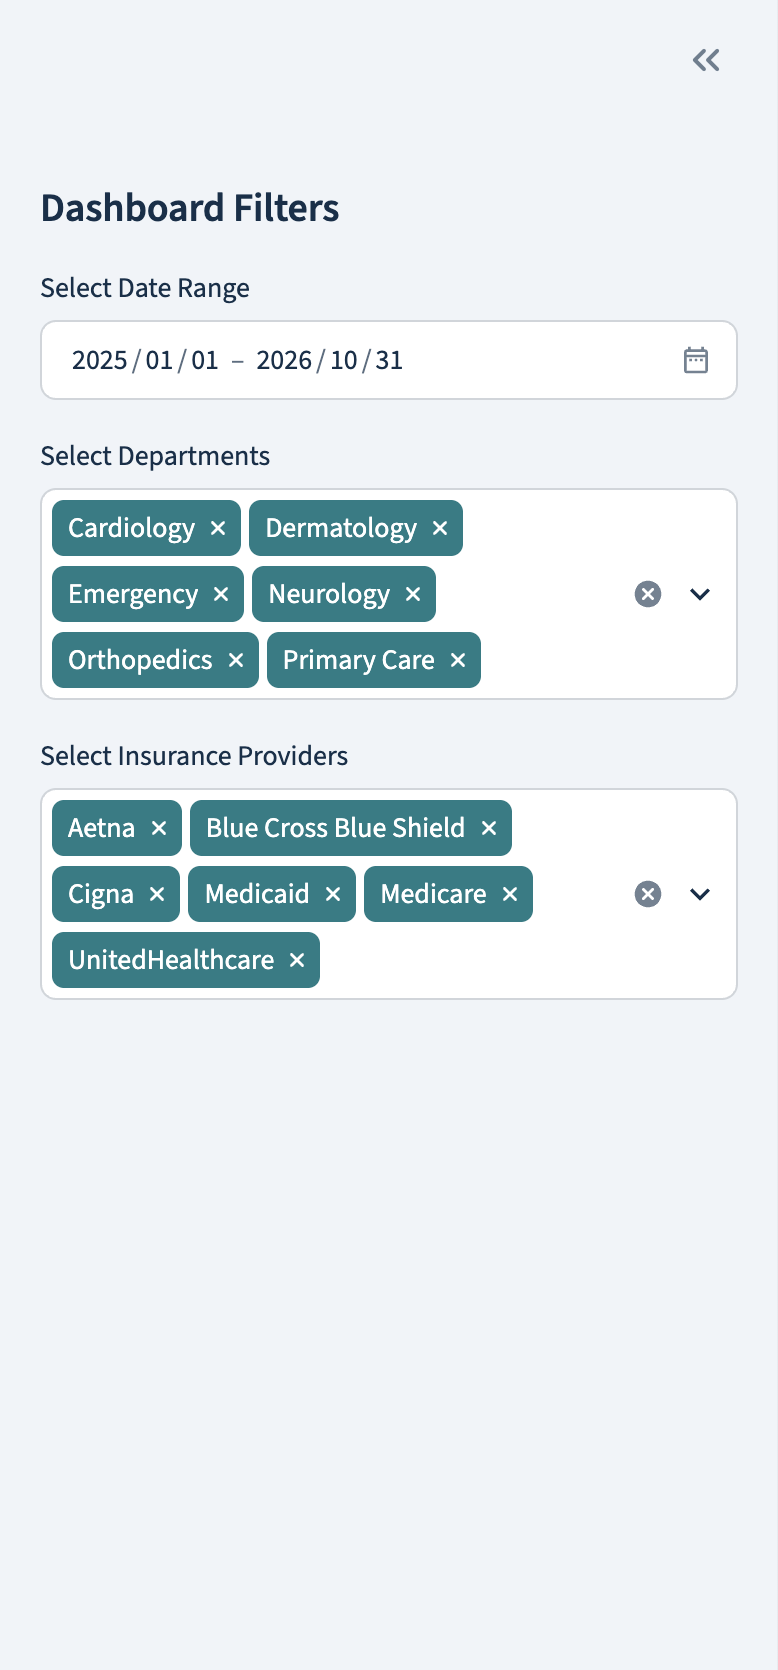 Dashboard Filters
Select Date Range
2025/01/01 – 2026/10/31
Select Departments
Cardiology Dermatology
Emergency Neurology
Orthopedics Primary Care
Select Insurance Providers
Aetna Blue Cross Blue Shield
Cigna Medicaid Medicare
UnitedHealthcare